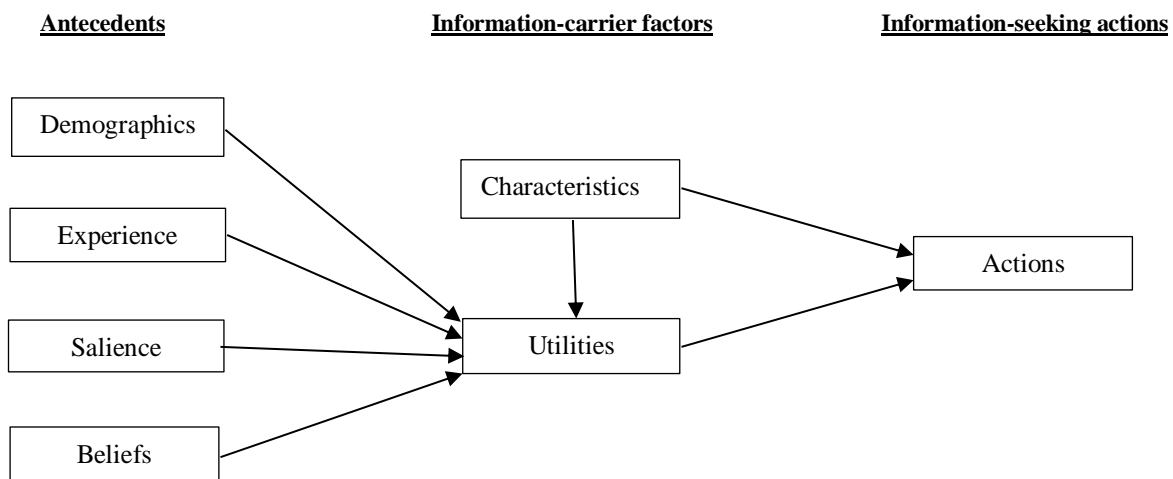 Antecedents
Information-carrier factors
Information-seeking actions
Demographics
Characteristics
Experience
Actions
Salience
Utilities
Beliefs